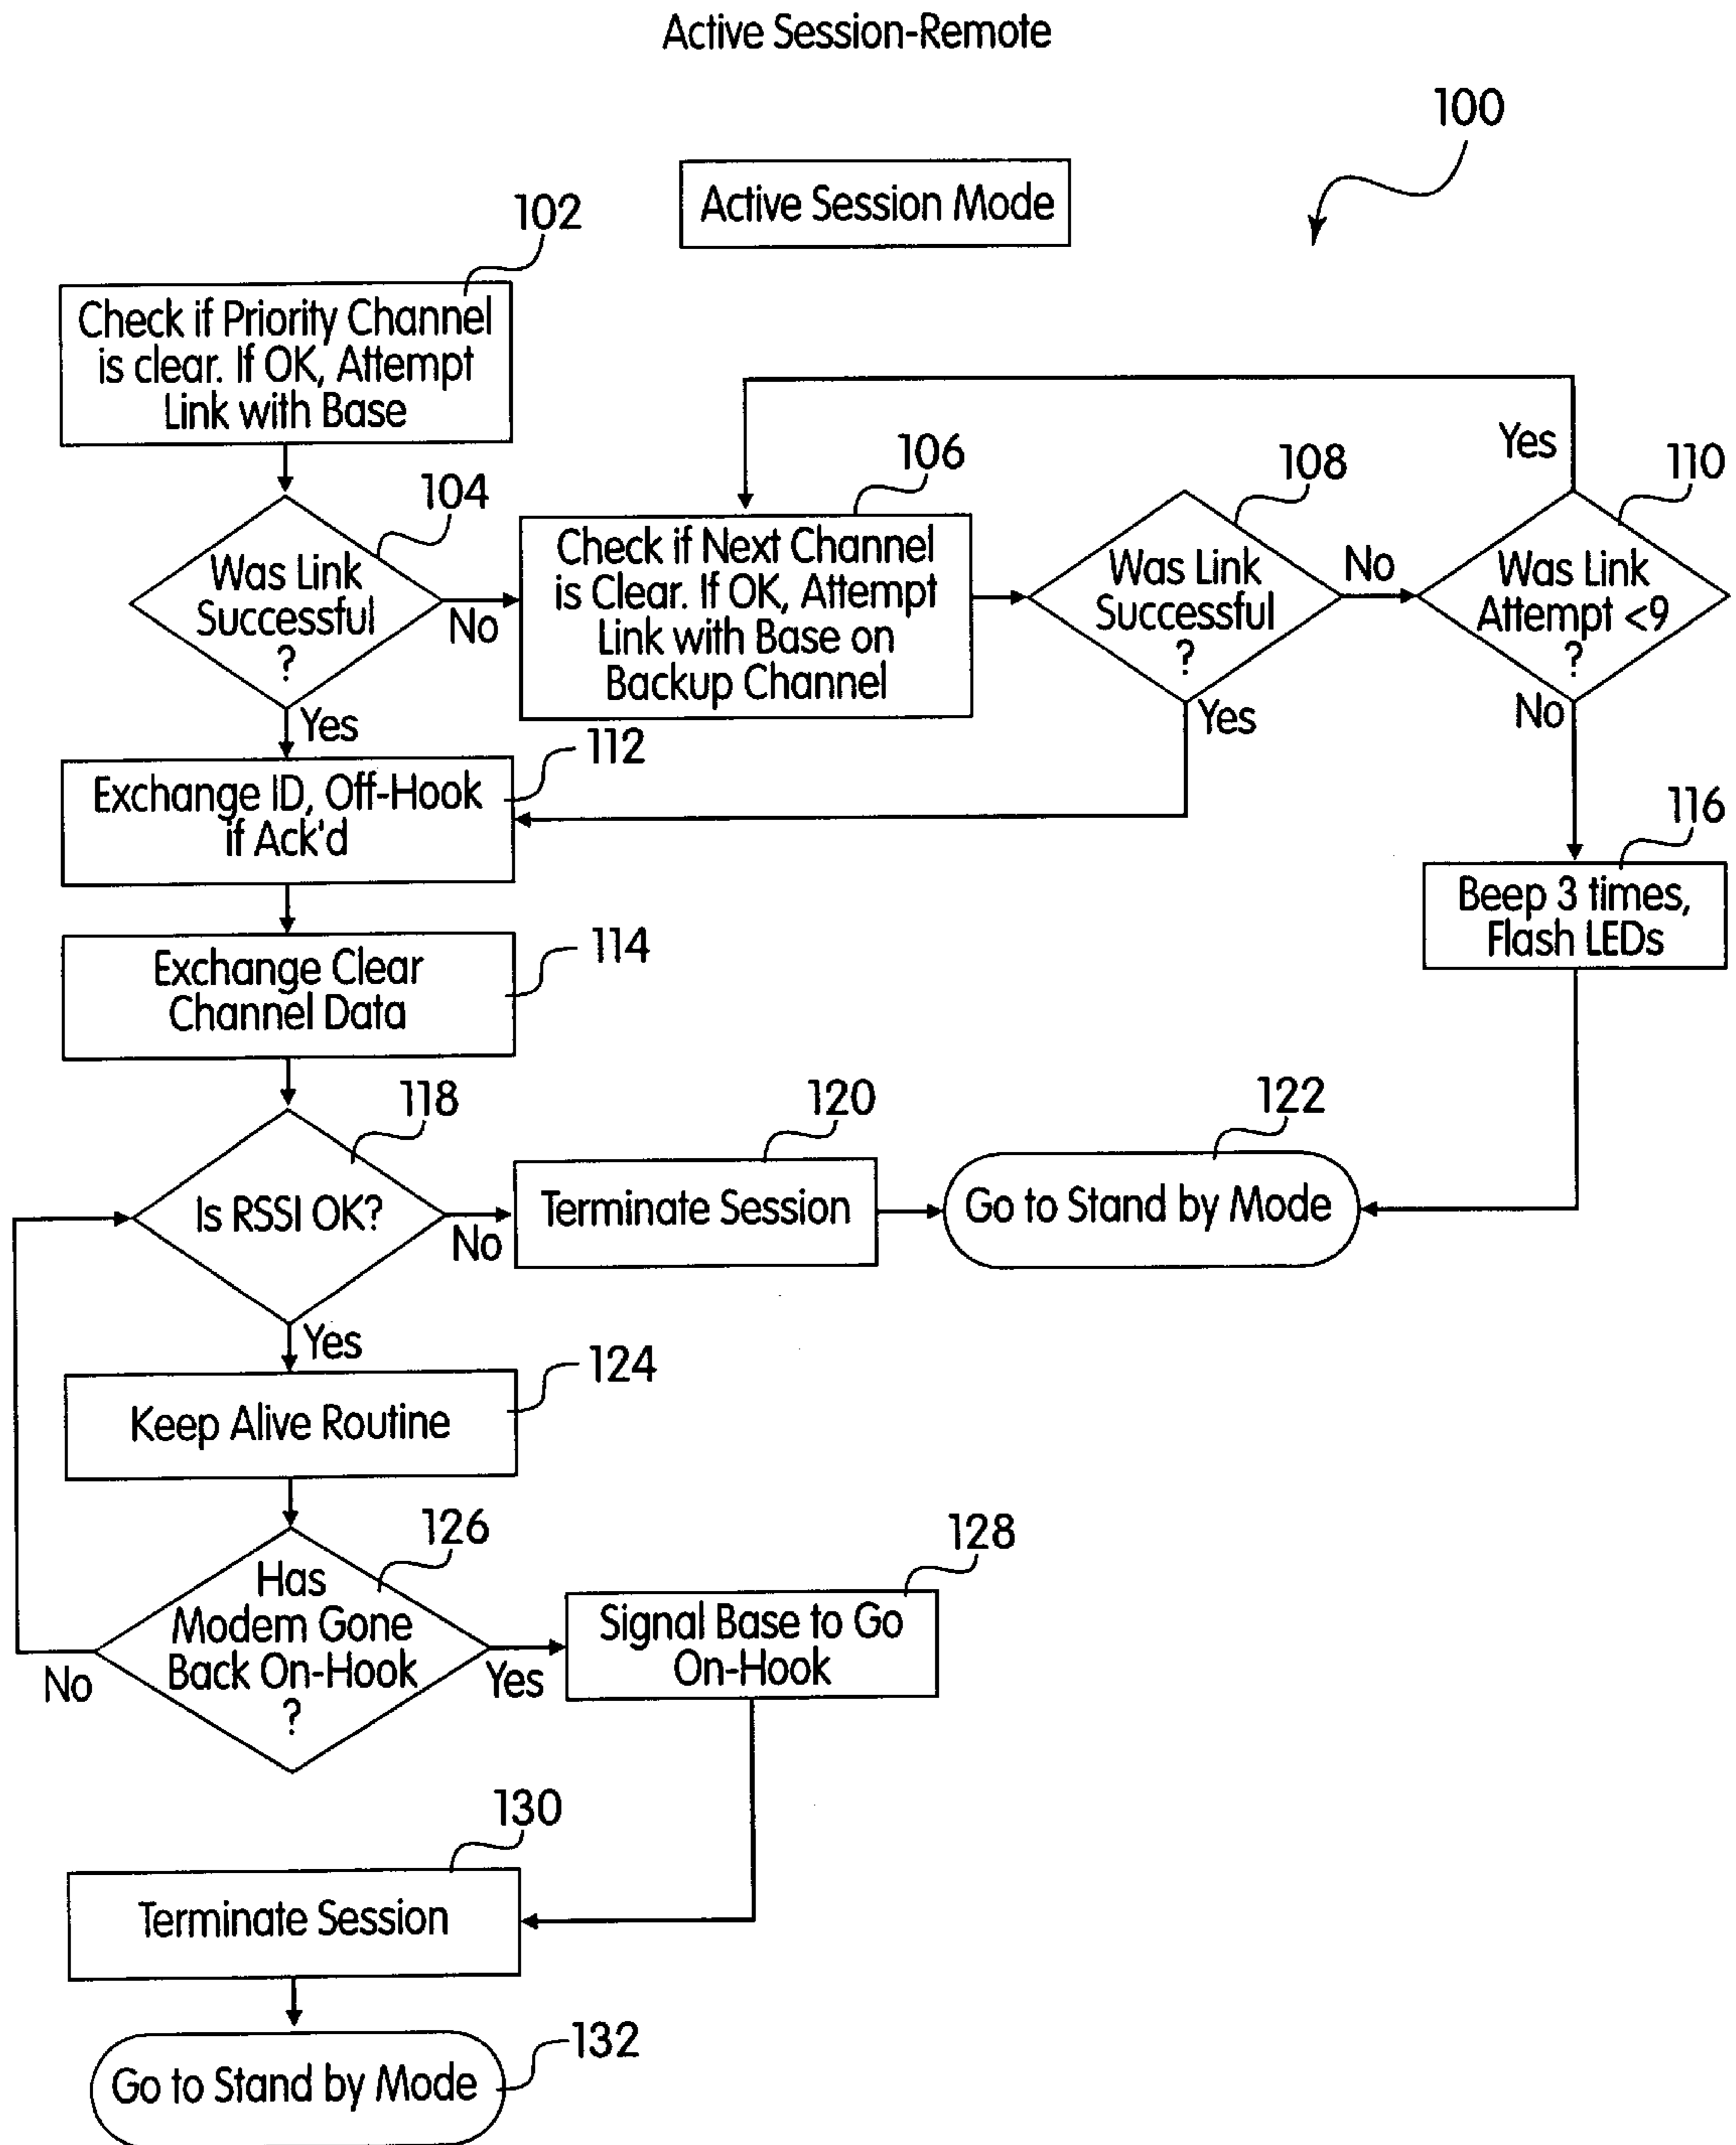 Active Session-Remote
100
Active Session Mode
102
Check if Priority Channel
is clear. If OK, Attempt
Link with Base
104
Was Link
Successful
?
No
Yes
106
Check if Next Channel
is Clear. If OK, Attempt
Link with Base on
Backup Channel
108
Was Link
Successful
?
No
Yes
110
Was Link
Attempt <9
?
Yes
No
112
Exchange ID, Off-Hook
if Ack'd
116
Beep 3 times,
Flash LEDs
114
Exchange Clear
Channel Data
118
Is RSSI OK?
No
Yes
120
Terminate Session
122
Go to Stand by Mode
124
Keep Alive Routine
126
Has
Modem Gone
Back On-Hook
?
No
Yes
128
Signal Base to Go
On-Hook
130
Terminate Session
132
Go to Stand by Mode